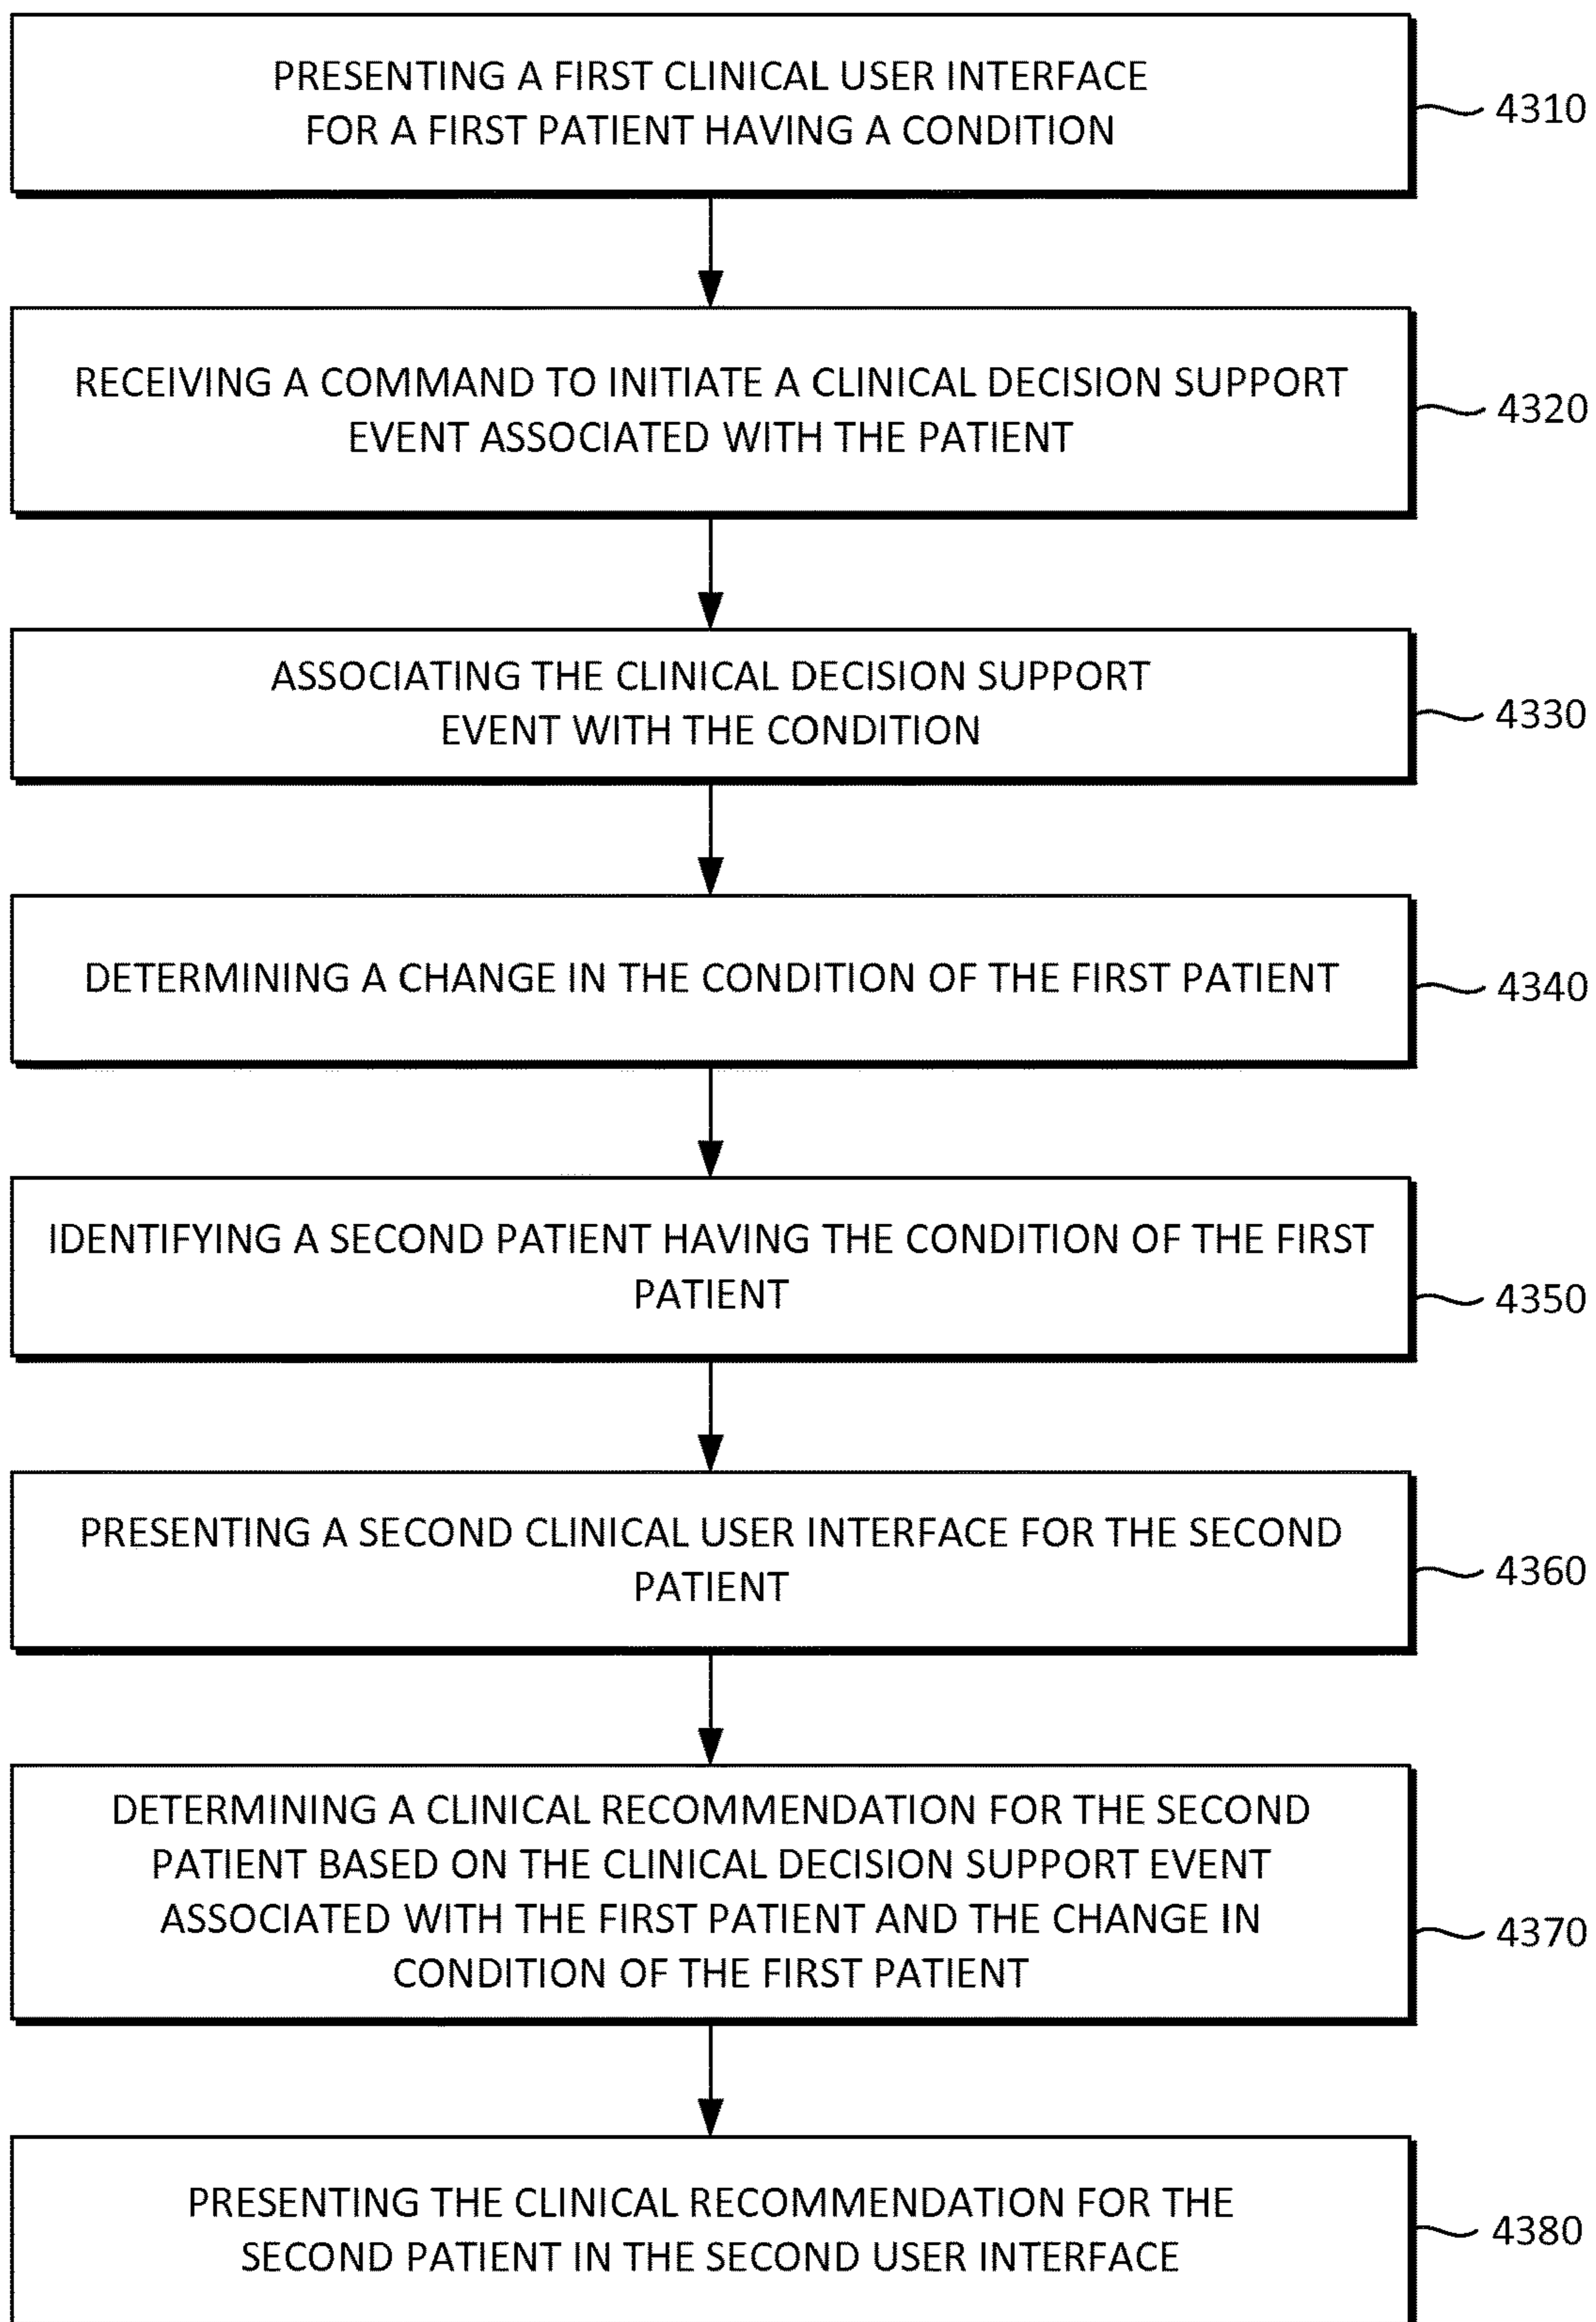 PRESENTING A FIRST CLINICAL USER INTERFACE
FOR A FIRST PATIENT HAVING A CONDITION
4310
RECEIVING A COMMAND TO INITIATE A CLINICAL DECISION SUPPORT
EVENT ASSOCIATED WITH THE PATIENT
4320
ASSOCIATING THE CLINICAL DECISION SUPPORT
EVENT WITH THE CONDITION
4330
DETERMINING A CHANGE IN THE CONDITION OF THE FIRST PATIENT
4340
IDENTIFYING A SECOND PATIENT HAVING THE CONDITION OF THE FIRST
PATIENT
4350
PRESENTING A SECOND CLINICAL USER INTERFACE FOR THE SECOND
PATIENT
4360
DETERMINING A CLINICAL RECOMMENDATION FOR THE SECOND
PATIENT BASED ON THE CLINICAL DECISION SUPPORT EVENT
ASSOCIATED WITH THE FIRST PATIENT AND THE CHANGE IN
CONDITION OF THE FIRST PATIENT
4370
PRESENTING THE CLINICAL RECOMMENDATION FOR THE
SECOND PATIENT IN THE SECOND USER INTERFACE
4380